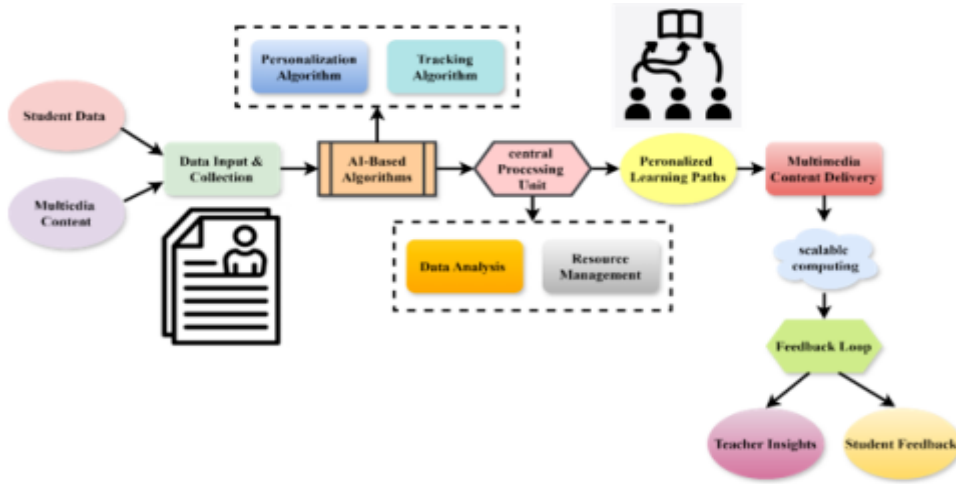 Personalization
Algorithm
Tracking
Algorithm
Student Data
Multicdia
Content
Data Input &
Collection
AI-Based
Algorithms
central
Processing
Unit
Peronalized
Learning Paths
Multimedia
Content Delivery
Data Analysis
Resource
Management
scalable
computing
Feedback Loop
Teacher Insights
Student Feedback